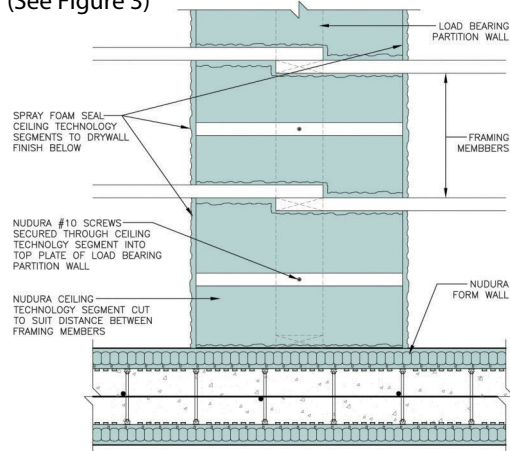 (See Figure 3)
LOAD BEARING
PARTITION WALL
SPRAY FOAM SEAL
CEILING TECHNOLOGY
SEGMENTS TO DRYWALL
FINISH BELOW
FRAMING
MEMBBERS
NUDURA #10 SCREWS
SECURED THROUGH CEILING
TECHNOLGY SEGMENT INTO
TOP PLATE OF LOAD BEARING
PARTITION WALL
NUDURA CEILING
TECHNOLOGY SEGMENT CUT
TO SUIT DISTANCE BETWEEN
FRAMING MEMBERS
NUDURA
FORM WALL